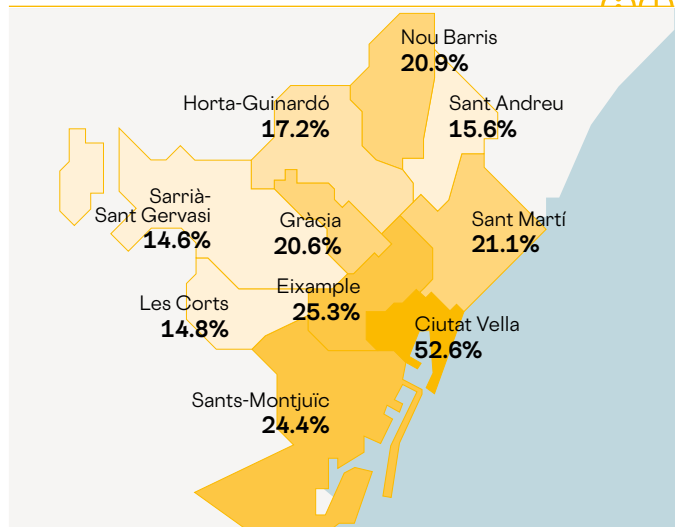 Nou Barris
20.9%
Horta-Guinardó
17.2%
Sant Andreu
15.6%
Sarrià-
Sant Gervasi
14.6%
Gràcia
20.6%
Sant Martí
21.1%
Eixample
25.3%
Les Corts
14.8%
Ciutat Vella
52.6%
Sants-Montjuïc
24.4%